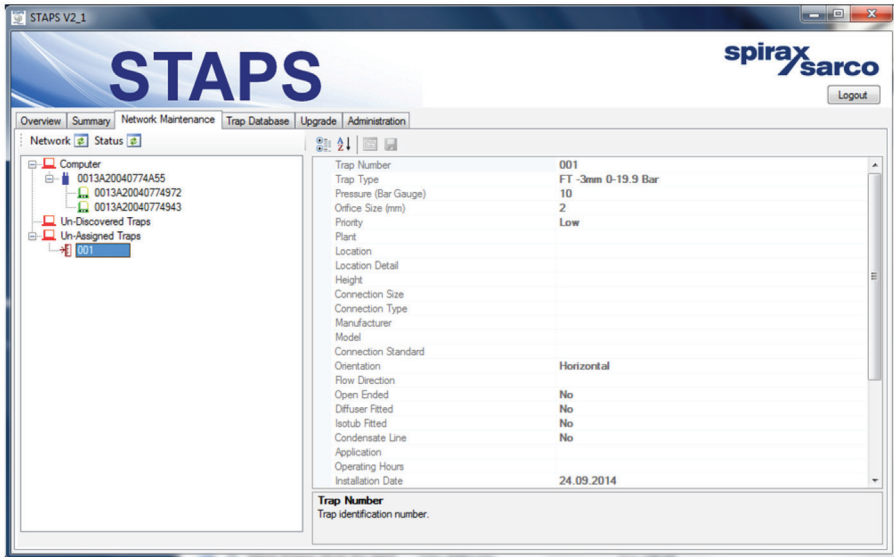 STAPS V2_1
STAPS
spirax
sarco
Logout
Overview Summary Network Maintenance Trap Database Upgrade Administration
Network Status
Computer
0013A20040774A55
0013A20040774972
0013A20040774943
Un-Discovered Traps
Un-Assigned Traps
001
Trap Number 001
Trap Type FT -3mm 0-19.9 Bar
Pressure (Bar Gauge) 10
Orifice Size (mm) 2
Priority Low
Plant
Location
Location Detail
Height
Connection Size
Connection Type
Manufacturer
Model
Connection Standard
Orientation Horizontal
Flow Direction
Open Ended No
Diffuser Fitted No
Isotub Fitted No
Condensate Line No
Application
Operating Hours
Installation Date 24.09.2014
Trap Number
Trap identification number.